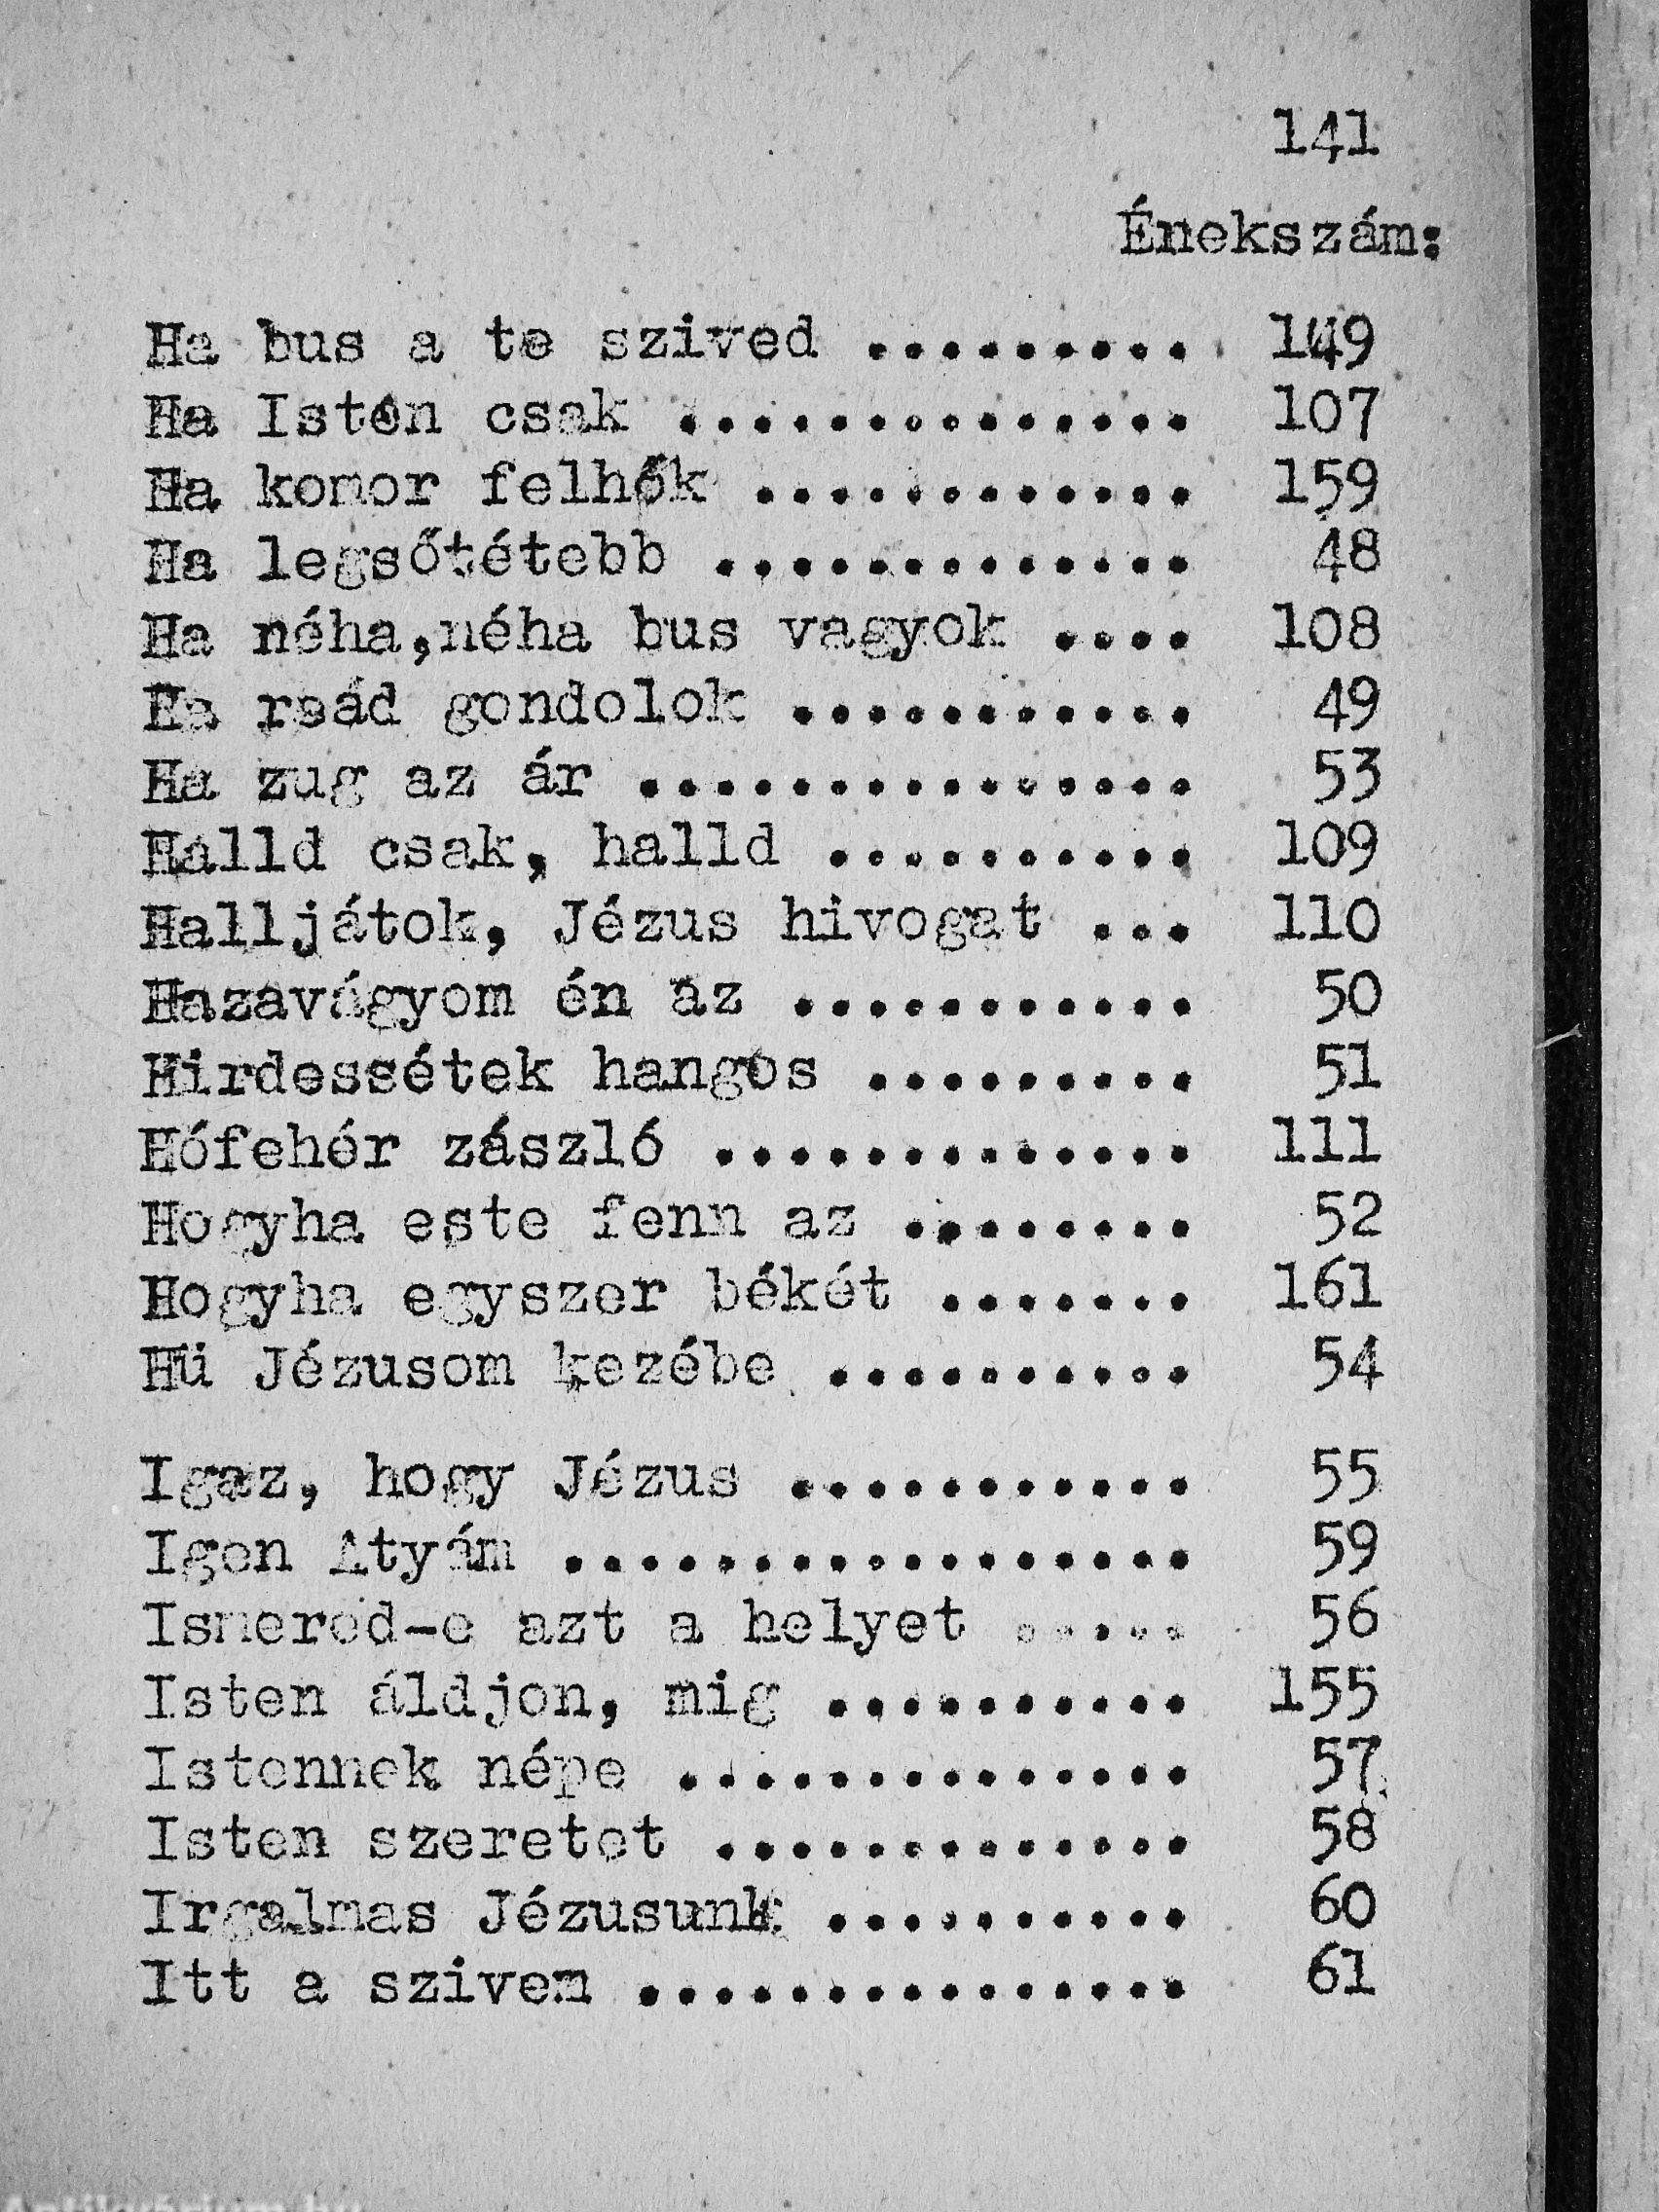 141
Énekszám:
Ha bus a te szived ......... 149
Ha Isten csak .............. 107
Ha komor felhők ............ 159
Ha legsőtétebb ............. 48
Ha néha,néha bus vagyok .... 108
Ha reád gondolok ........... 49
Ha zug az ár ............... 53
Halld csak, halld .......... 109
Halljátok, Jézus hivogat ... 110
Hazavágyom én az ........... 50
Hirdessétek hangos ......... 51
Hófehér zászló ............. 111
Hogyha este fenn az ........ 52
Hogyha egyszer békét ....... 161
Hü Jézusom kezébe .......... 54
Igaz, hogy Jézus ........... 55
Igen Atyám ................. 59
Ismered-e azt a helyet ..... 56
Isten áldjon, mig .......... 155
Istennek népe .............. 57
Isten szeretet ............. 58
Irgalmas Jézusunk .......... 60
Itt a szivem ............... 61